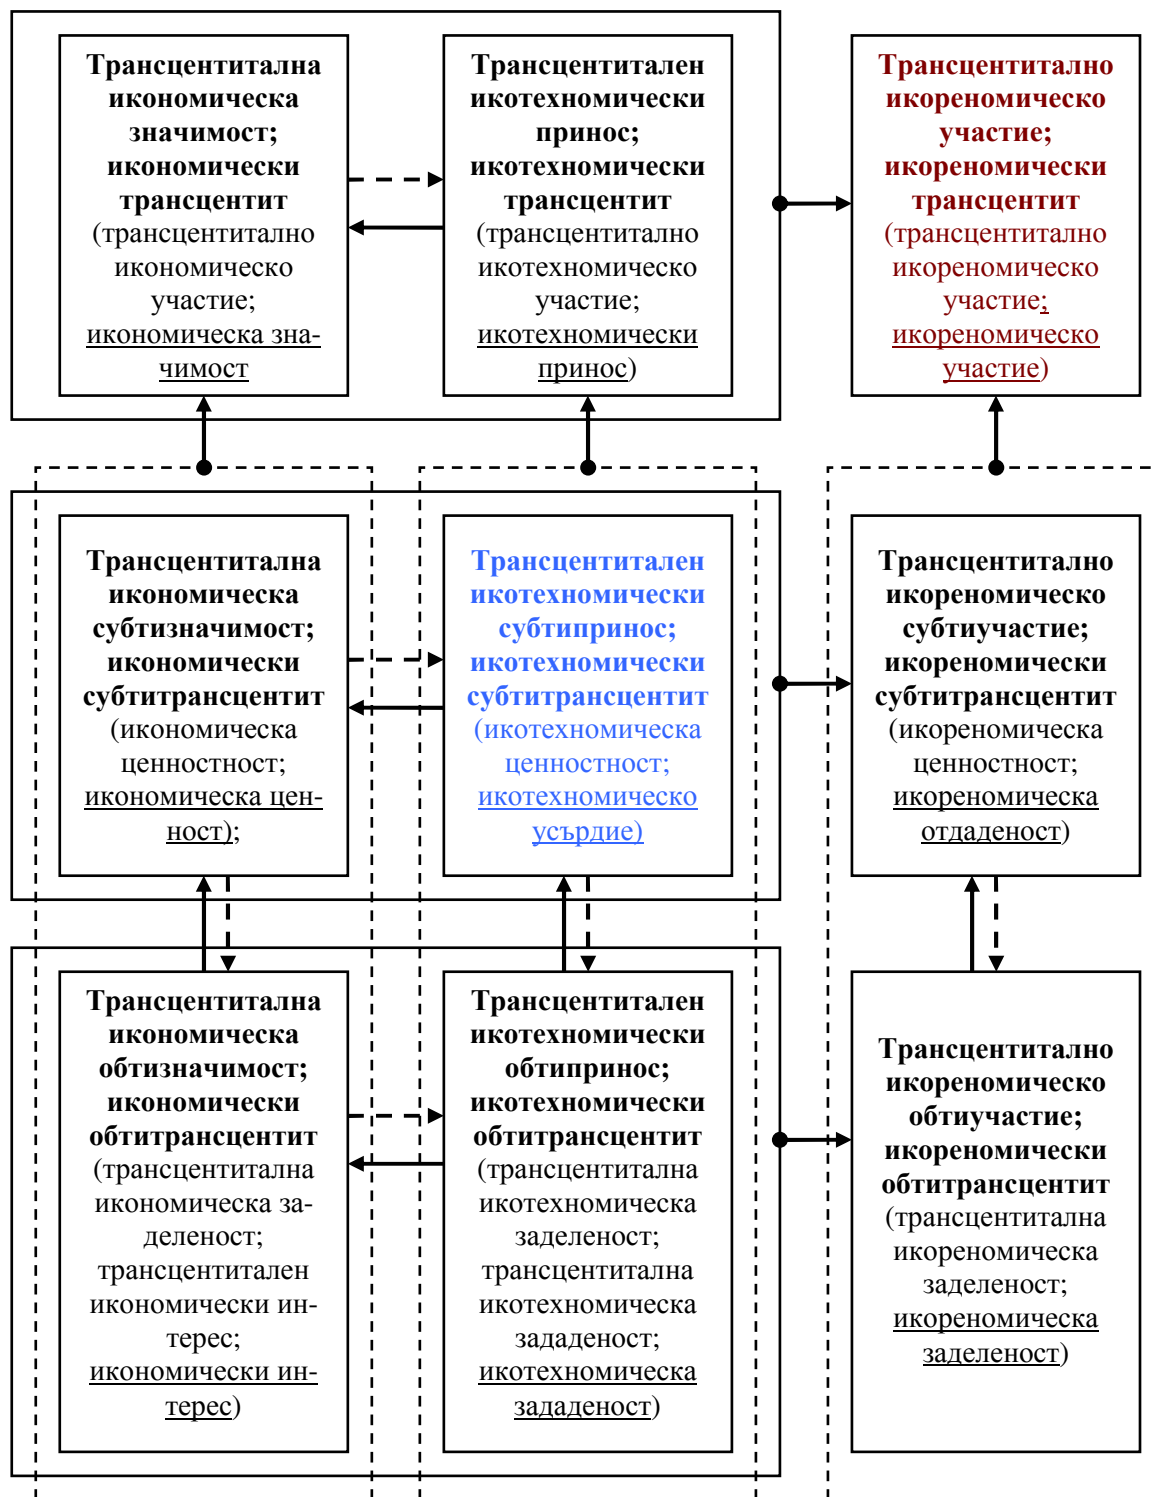 Трансцентитална
икономическа
значимост;
икономически
трансцентит
(трансцентитално
икономическо
участие;
икономическа зна-
чимост
Трансцентитален
икотехномически
принос;
икотехномически
трансцентит
(трансцентитално
икотехномическо
участие;
икотехномически
принос)
Трансцентитално
икореномическо
участие;
икореномически
трансцентит
(трансцентитално
икореномическо
участие;
икореномическо
участие)
Трансцентитална
икономическа
субтизначимост;
икономически
субтитрансцентит
(икономическа
ценностност;
икономическа цен-
ност);
Трансцентитален
икотехномически
субтипринос;
икотехномически
субтитрансцентит
(икотехномическа
ценностност;
икотехномическо
усърдие)
Трансцентитално
икореномическо
субтиучастие;
икореномически
субтитрансцентит
(икореномическа
ценностност;
икореномическа
отдаденост)
Трансцентитална
икономическа
обтизначимост;
икономически
обтитрансцентит
(трансцентитална
икономическа за-
деленост;
трансцентитален
икономически ин-
терес;
икономически ин-
терес)
Трансцентитален
икотехномически
обтипринос;
икотехномически
обтитрансцентит
(трансцентитална
икотехномическа
заделеност;
трансцентитална
икотехномическа
зададеност;
икотехномическа
зададеност)
Трансцентитално
икореномическо
обтиучастие;
икореномически
обтитрансцентит
(трансцентитална
икореномическа
заделеност;
икореномическа
заделеност)